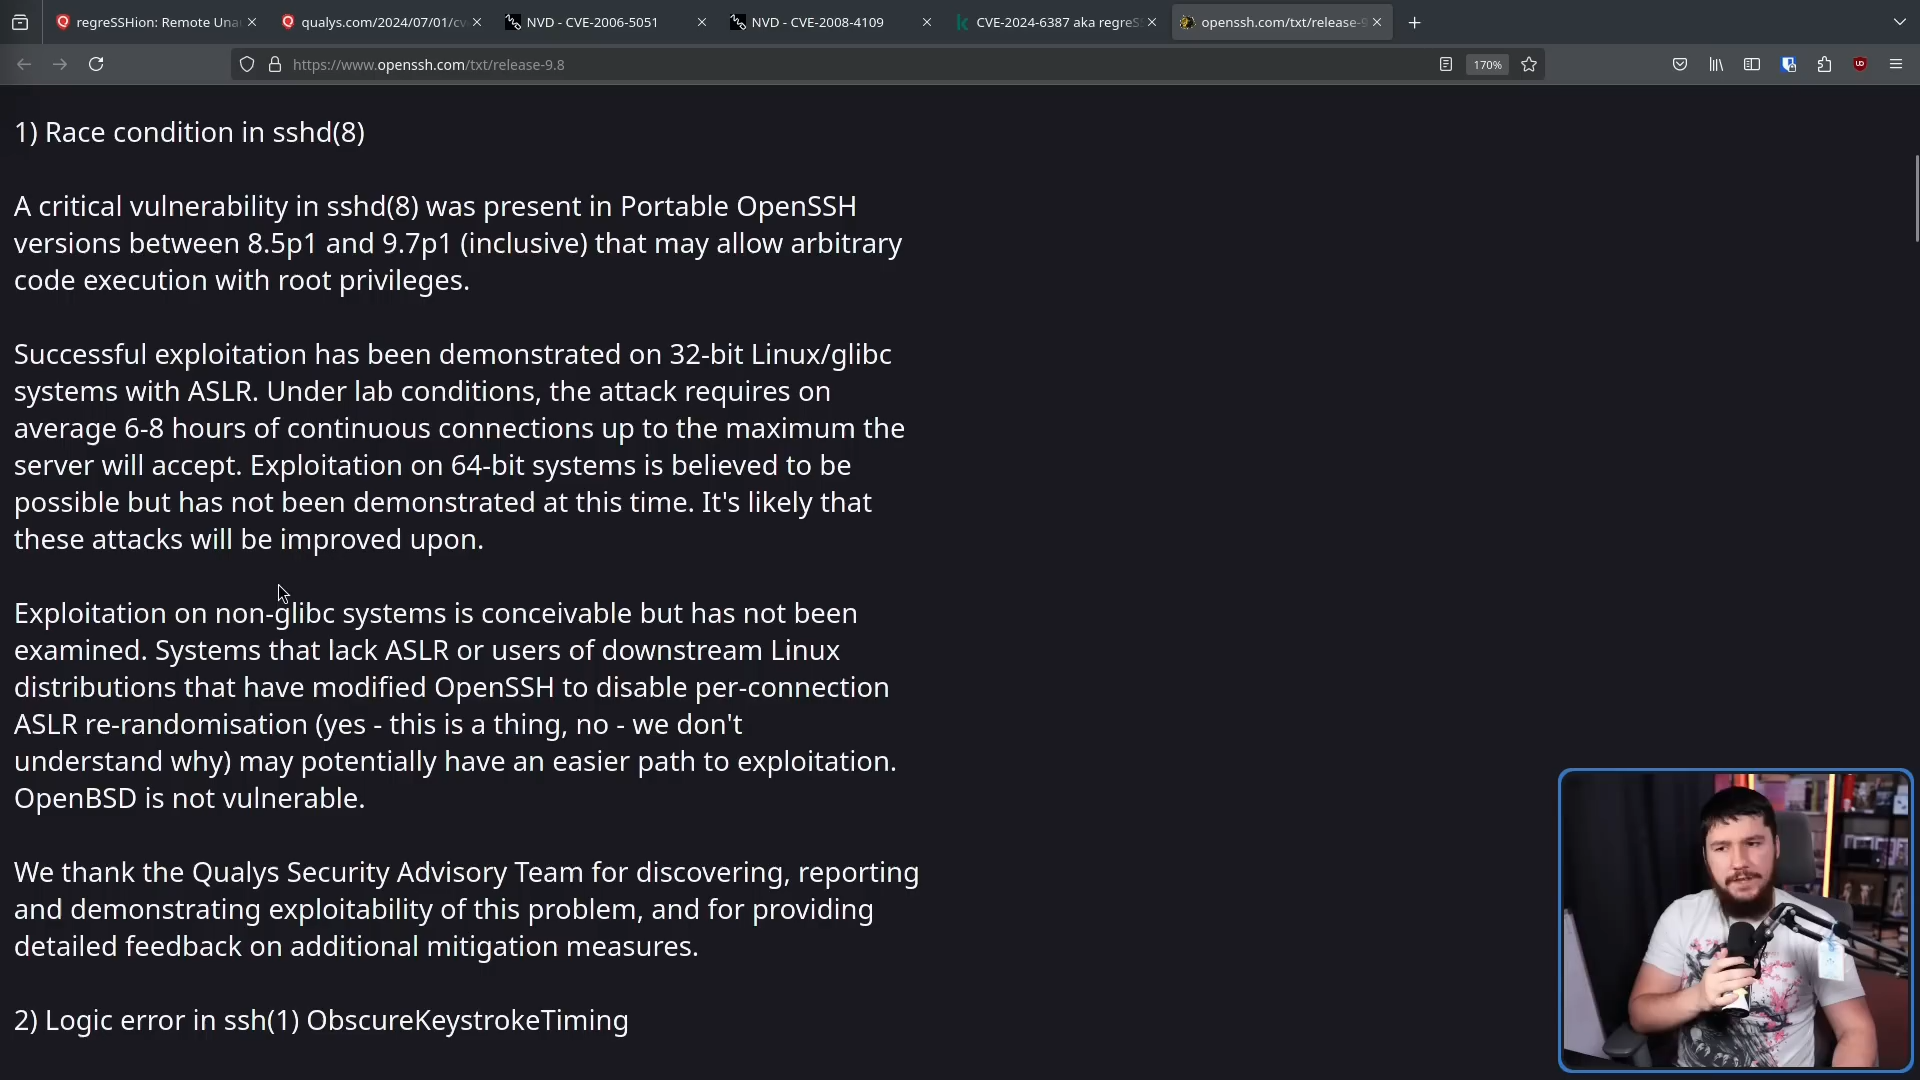 regreSSHion: Remote Una
qualys.com/2024/07/01/cv
NVD - CVE-2006-5051
NVD - CVE-2008-4109
CVE-2024-6387 aka regreS
openssh.com/txt/release-9
https://www.openssh.com/txt/release-9.8
170%
1) Race condition in sshd(8)
A critical vulnerability in sshd(8) was present in Portable OpenSSH
versions between 8.5p1 and 9.7p1 (inclusive) that may allow arbitrary
code execution with root privileges.
Successful exploitation has been demonstrated on 32-bit Linux/glibc
systems with ASLR. Under lab conditions, the attack requires on
average 6-8 hours of continuous connections up to the maximum the
server will accept. Exploitation on 64-bit systems is believed to be
possible but has not been demonstrated at this time. It's likely that
these attacks will be improved upon.
Exploitation on non-glibc systems is conceivable but has not been
examined. Systems that lack ASLR or users of downstream Linux
distributions that have modified OpenSSH to disable per-connection
ASLR re-randomisation (yes - this is a thing, no - we don't
understand why) may potentially have an easier path to exploitation.
OpenBSD is not vulnerable.
We thank the Qualys Security Advisory Team for discovering, reporting
and demonstrating exploitability of this problem, and for providing
detailed feedback on additional mitigation measures.
2) Logic error in ssh(1) ObscureKeystrokeTiming